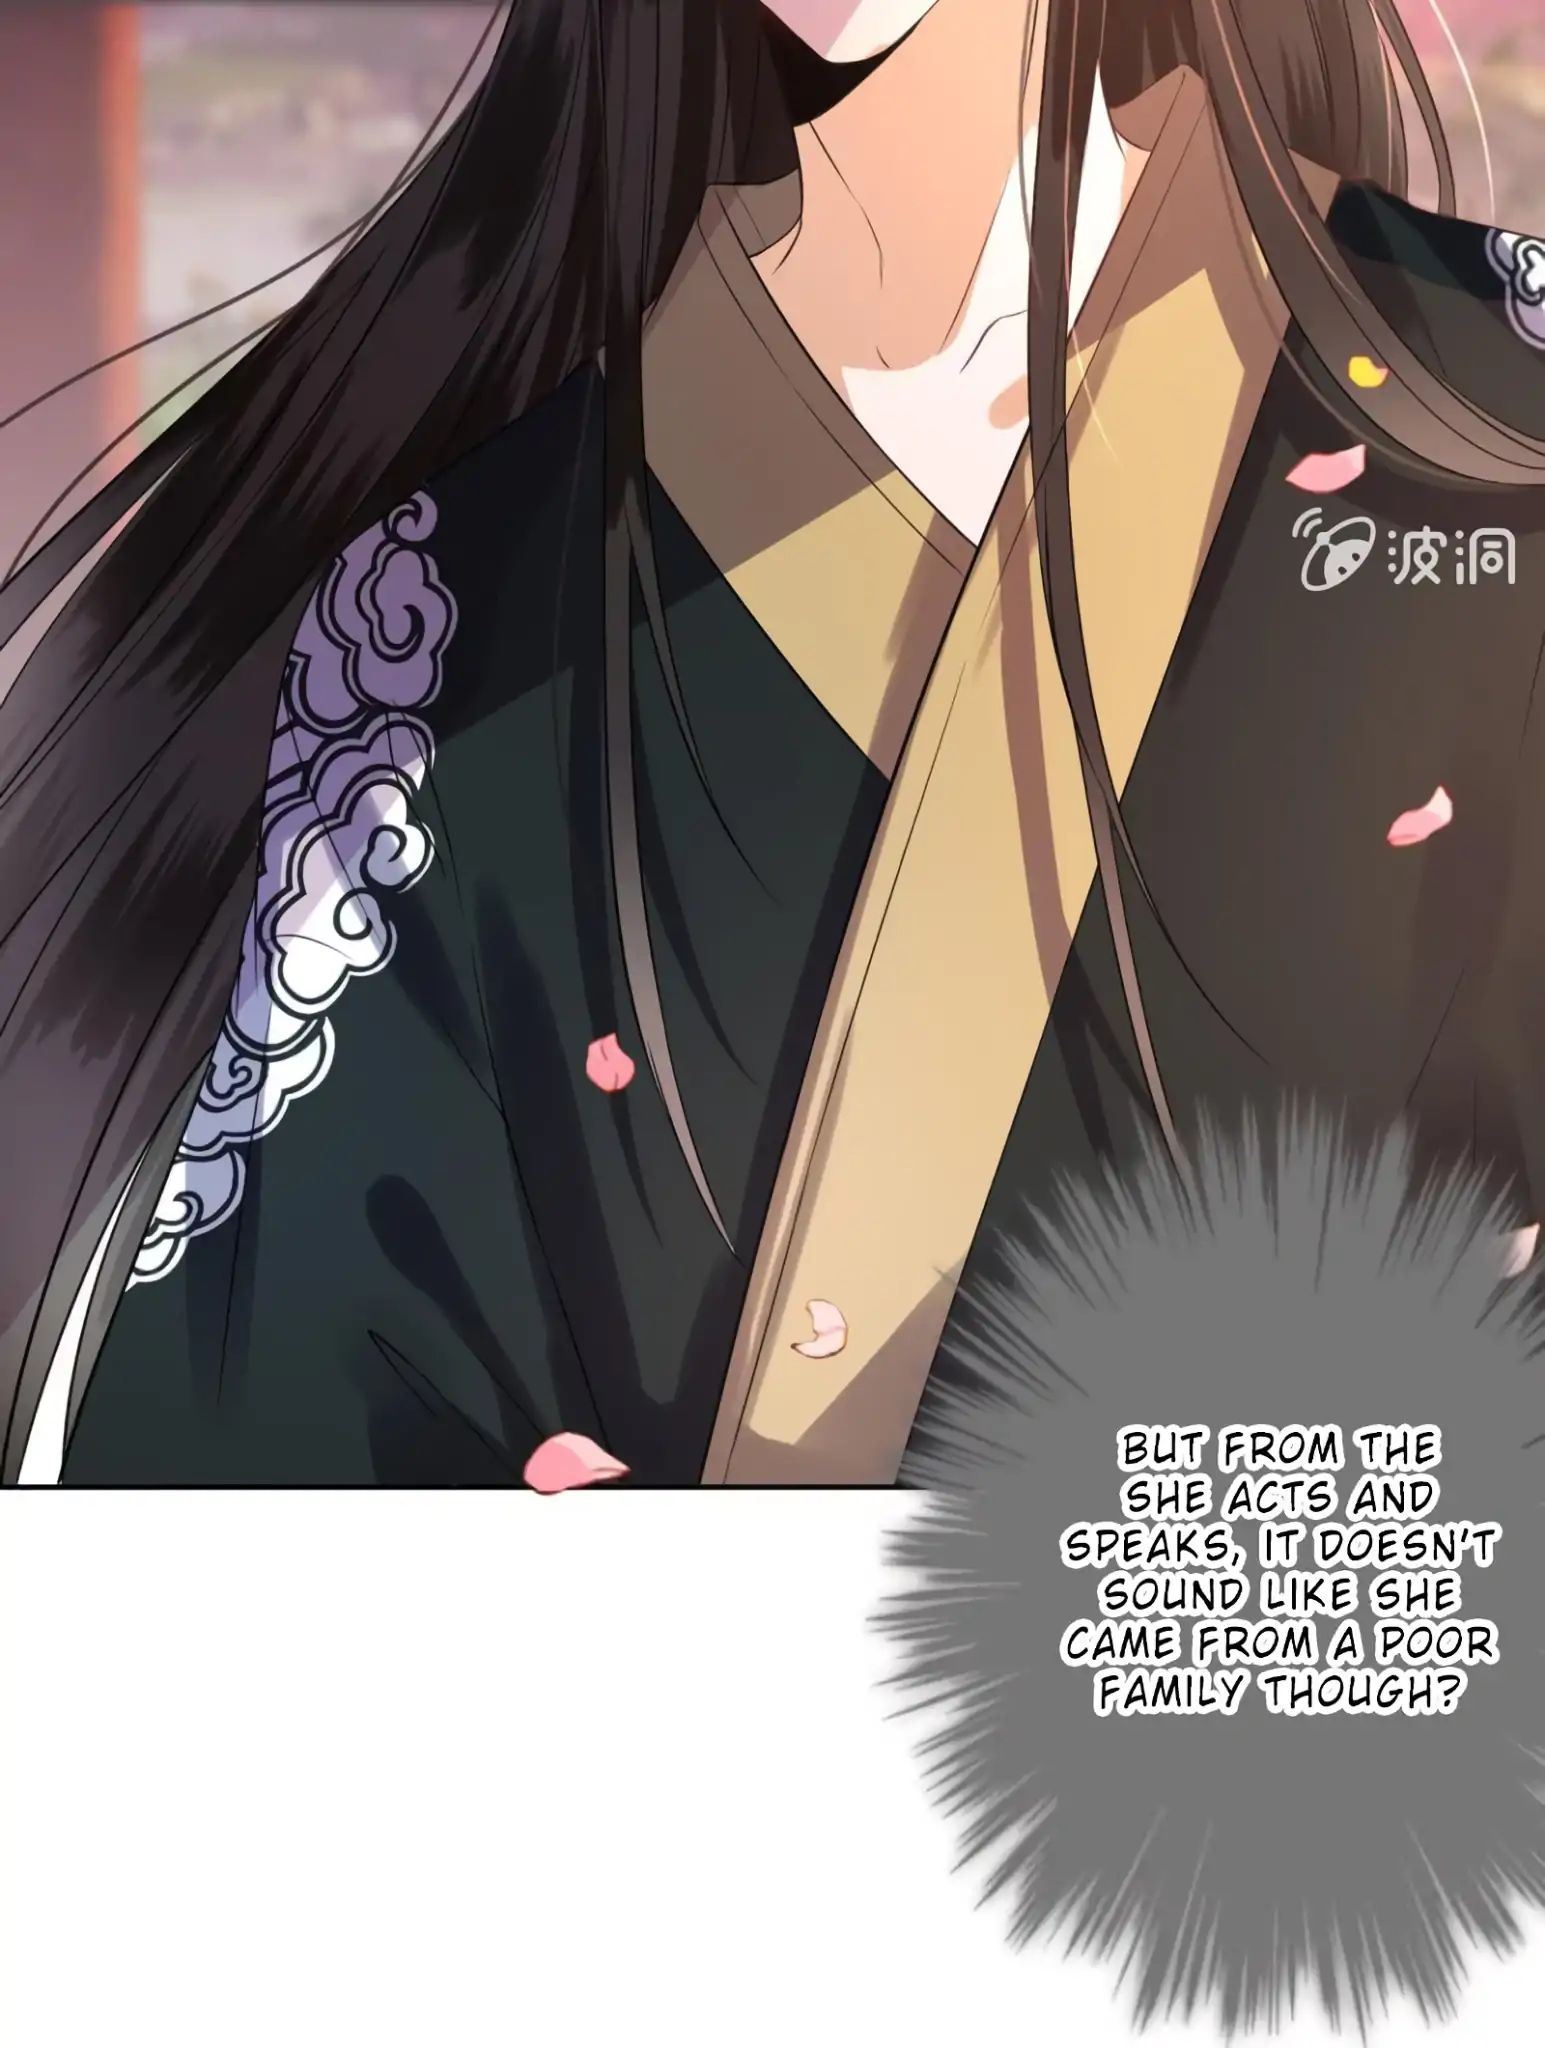 波洞
BUT FROM THE
SHE ACTS AND
SPEAKS, IT DOESN'T
SOUND LIKE SHE
CAME FROM A POOR
FAMILY THOUGH?